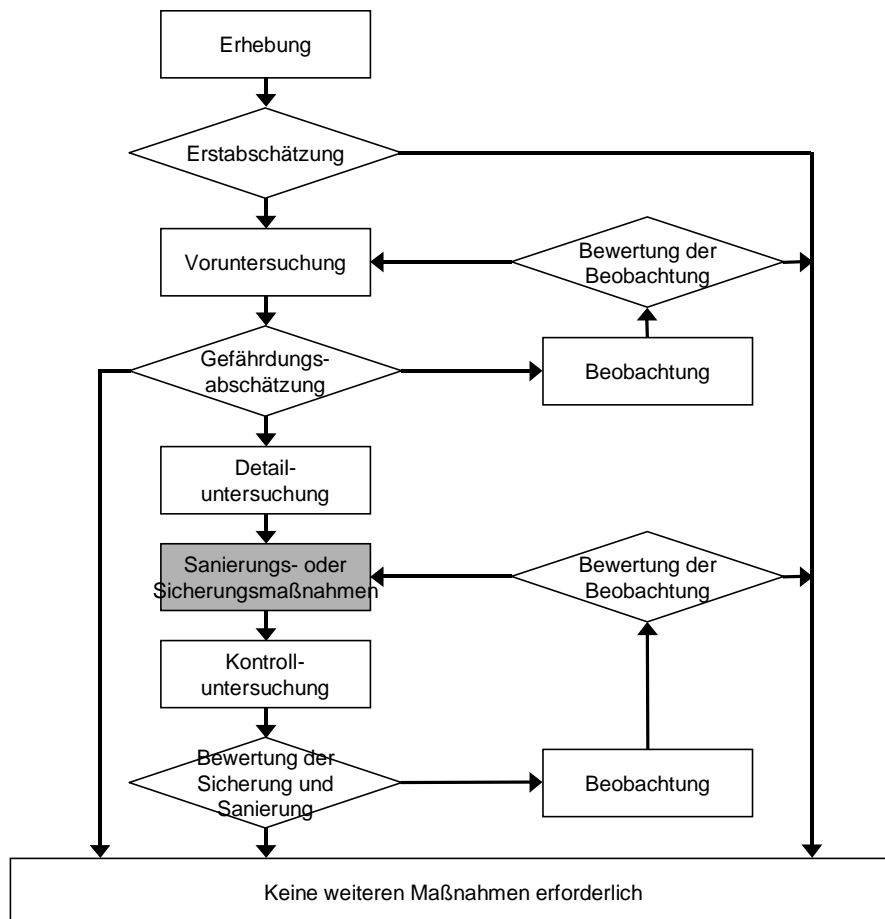 Erhebung
Erstabschätzung
Voruntersuchung
Bewertung der
Beobachtung
Gefährdungs-
abschätzung
Beobachtung
Detail-
untersuchung
Sanierungs- oder
Sicherungsmaßnahmen
Bewertung der
Beobachtung
Kontroll-
untersuchung
Bewertung der
Sicherung und
Sanierung
Beobachtung
Keine weiteren Maßnahmen erforderlich